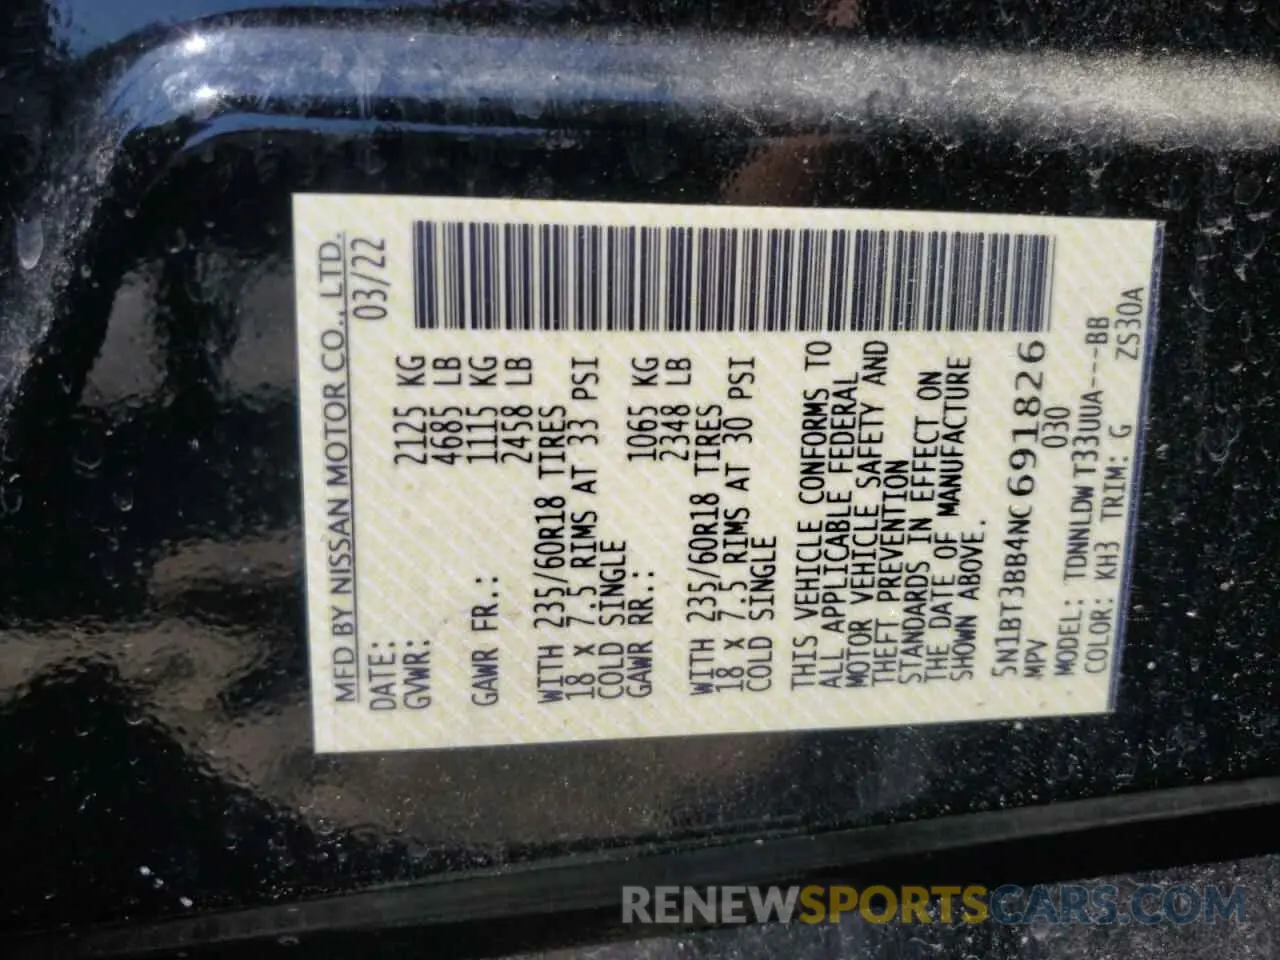 MFD BY NISSAN MOTOR CO., LTD.
DATE: 03/22
GVWR: 2125 KG
4685 LB
GAWR FR.: 1115 KG
2458 LB
WITH 235/60R18 TIRES
18 X 7.5 RIMS AT 33 PSI
COLD SINGLE
GAWR RR.: 1065 KG
2348 LB
WITH 235/60R18 TIRES
18 X 7.5 RIMS AT 30 PSI
COLD SINGLE
THIS VEHICLE CONFORMS TO
ALL APPLICABLE FEDERAL
MOTOR VEHICLE SAFETY AND
THEFT PREVENTION
STANDARDS IN EFFECT ON
THE DATE OF MANUFACTURE
SHOWN ABOVE.
5N1BT3BB4NC691826
MPV 030
MODEL: TDNNLDW T33UUA---BB
COLOR: KH3 TRIM: G ZS30A
RENEWSPORTSCARS.COM